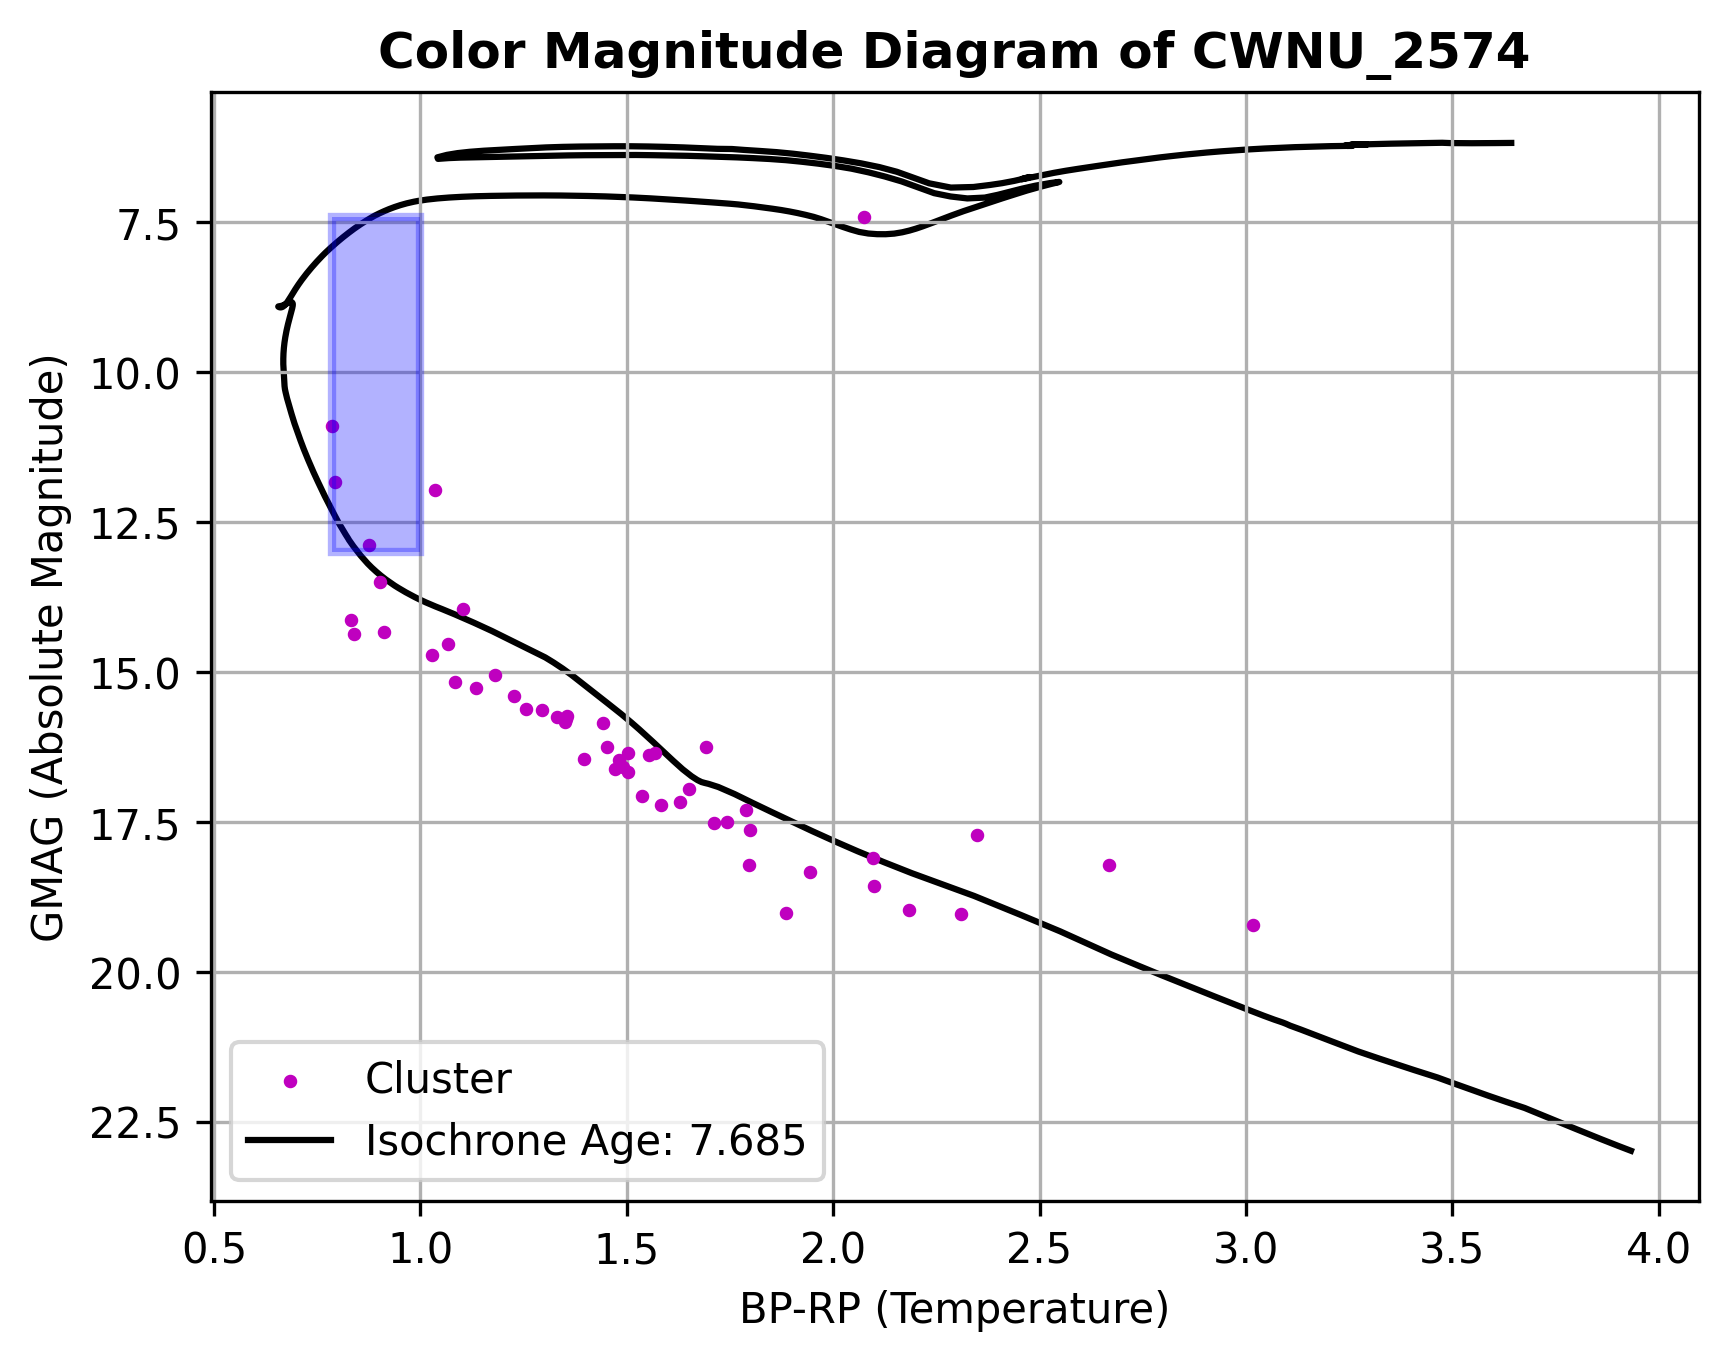 Color Magnitude Diagram of CWNU_2574
GMAG (Absolute Magnitude)
7.5
10.0
12.5
15.0
17.5
20.0
22.5
Cluster
Isochrone Age: 7.685
0.5 1.0 1.5 2.0 2.5 3.0 3.5 4.0
BP-RP (Temperature)